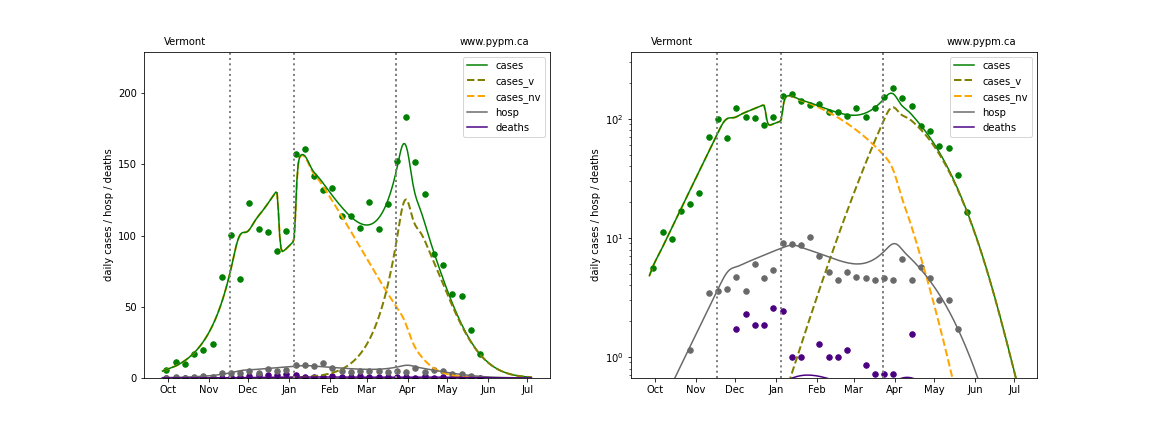 Vermont www.pypm.ca
daily cases / hosp / deaths
200
150
100
50
0
Oct Nov Dec Jan Feb Mar Apr May Jun Jul
cases
cases_v
cases_nv
hosp
deaths
Vermont www.pypm.ca
daily cases / hosp / deaths
10²
10¹
10⁰
Oct Nov Dec Jan Feb Mar Apr May Jun Jul
cases
cases_v
cases_nv
hosp
deaths